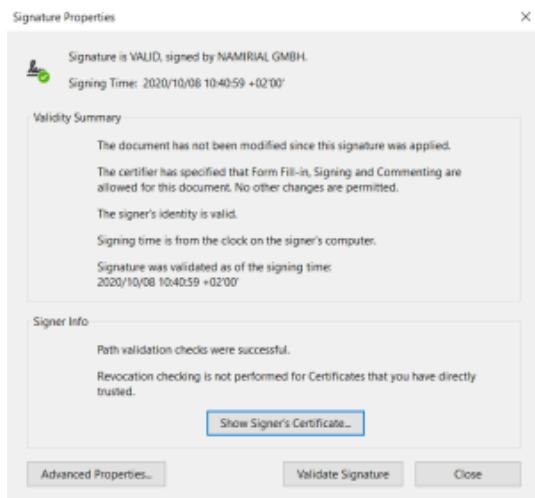 Signature Properties
Signature is VALID, signed by NAMIRIAL GMBH.
Signing Time: 2020/10/08 10:40:59 +02'00'
Validity Summary
The document has not been modified since this signature was applied.
The certifier has specified that Form Fill-in, Signing and Commenting are
allowed for this document. No other changes are permitted.
The signer's identity is valid.
Signing time is from the clock on the signer's computer.
Signature was validated as of the signing time:
2020/10/08 10:40:59 +02'00'
Signer Info
Path validation checks were successful.
Revocation checking is not performed for Certificates that you have directly
trusted.
Show Signer's Certificate...
Advanced Properties...
Validate Signature
Close